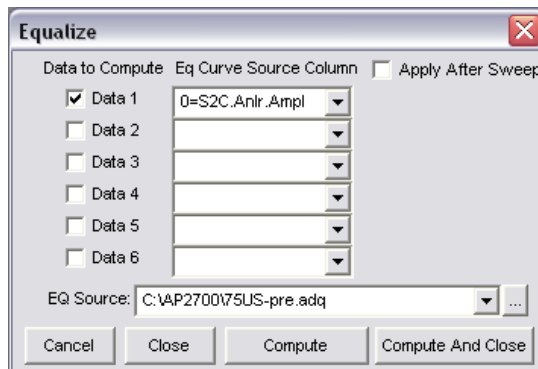 Equalize
Data to Compute Eq Curve Source Column Apply After Sweep
Data 1 0=S2C.Anlr.Ampl
Data 2
Data 3
Data 4
Data 5
Data 6
EQ Source: C:\AP2700\75US-pre.adq ...
Cancel Close Compute Compute And Close